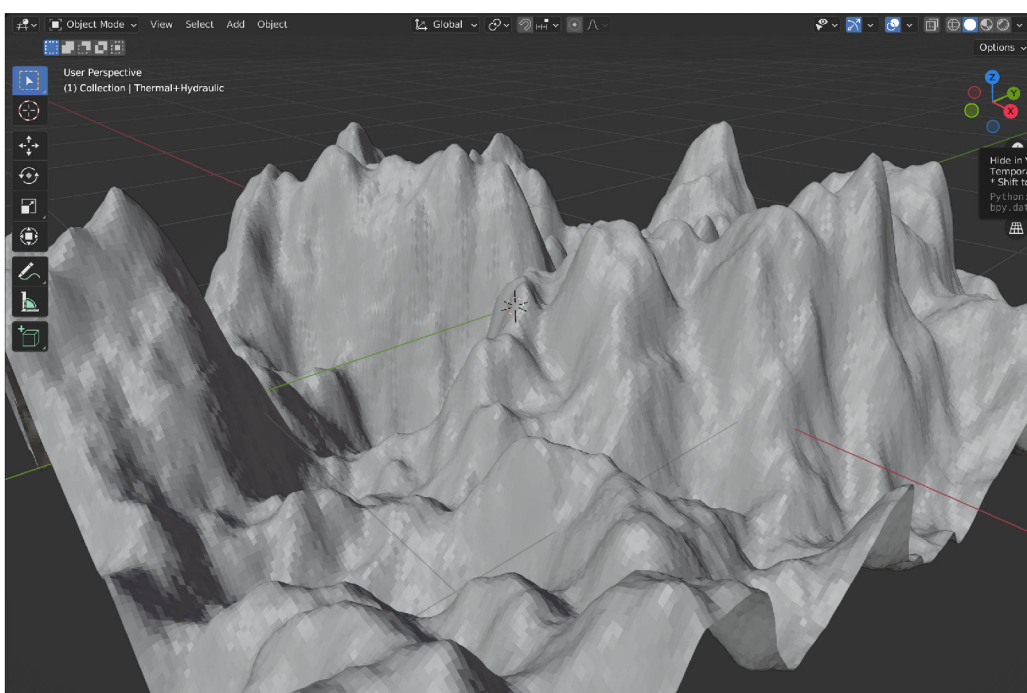 Object Mode View Select Add Object Global
Options
User Perspective
(1) Collection | Thermal+Hydraulic
Z
Y
X
Hide in
Tempora
* Shift to
Python:
bpy.dat